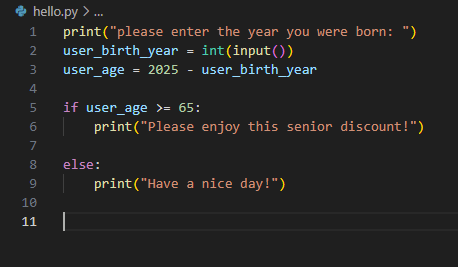 hello.py > ...
1 print("please enter the year you were born: ")
2 user_birth_year = int(input())
3 user_age = 2025 - user_birth_year
4
5 if user_age >= 65:
6     print("Please enjoy this senior discount!")
7
8 else:
9     print("Have a nice day!")
10
11